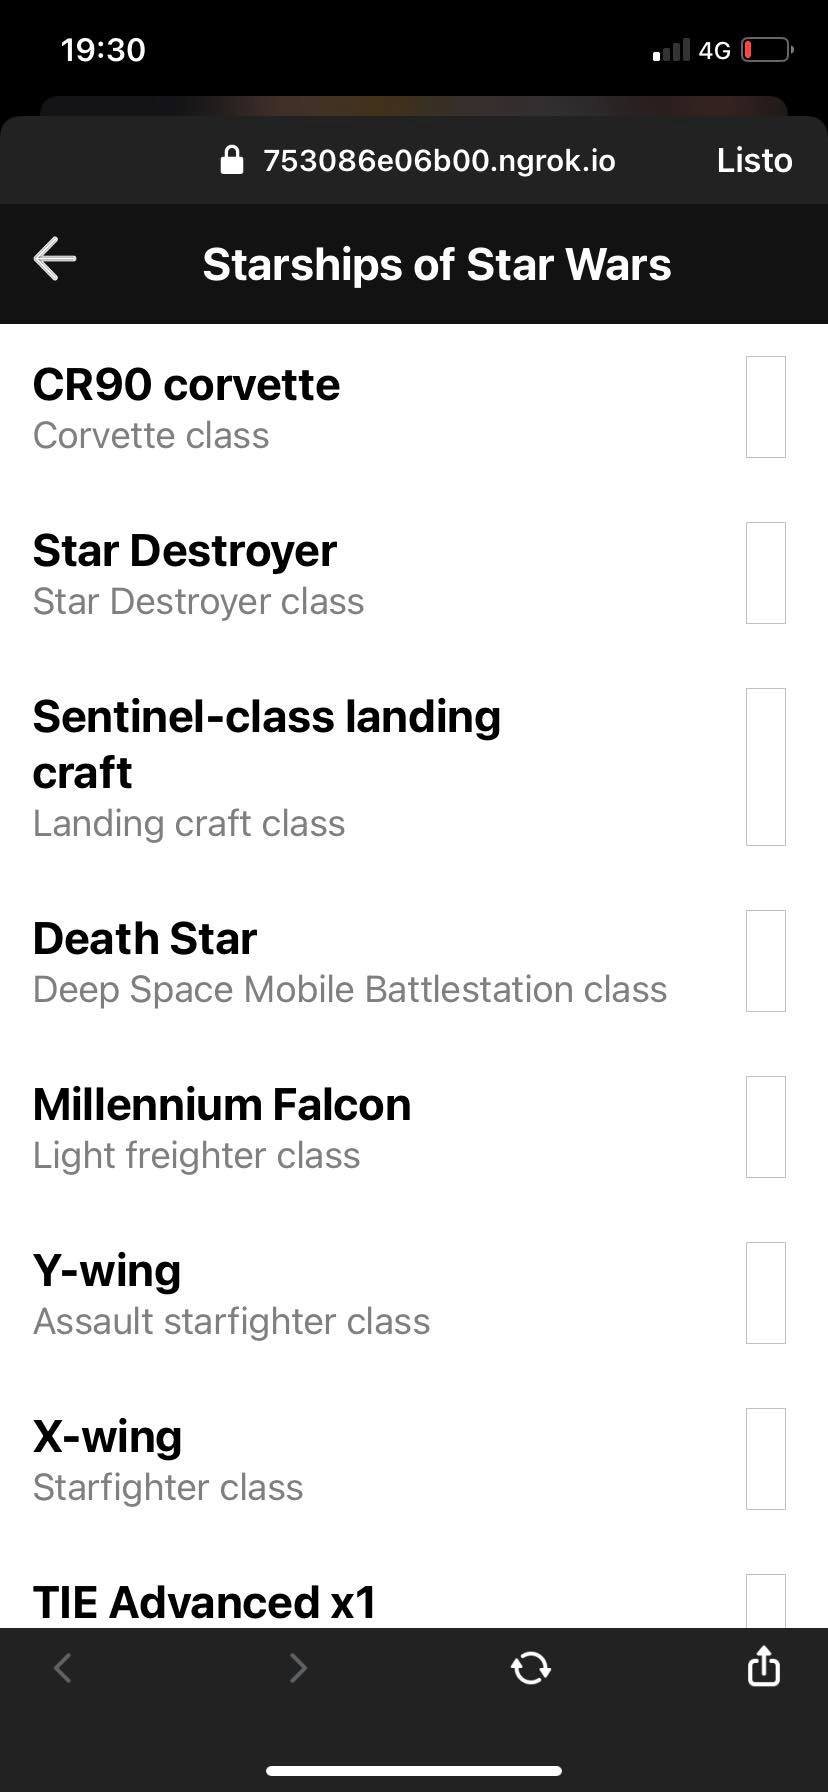 19:30
4G
753086e06b00.ngrok.io
Listo
Starships of Star Wars
CR90 corvette
Corvette class
Star Destroyer
Star Destroyer class
Sentinel-class landing
craft
Landing craft class
Death Star
Deep Space Mobile Battlestation class
Millennium Falcon
Light freighter class
Y-wing
Assault starfighter class
X-wing
Starfighter class
TIE Advanced x1